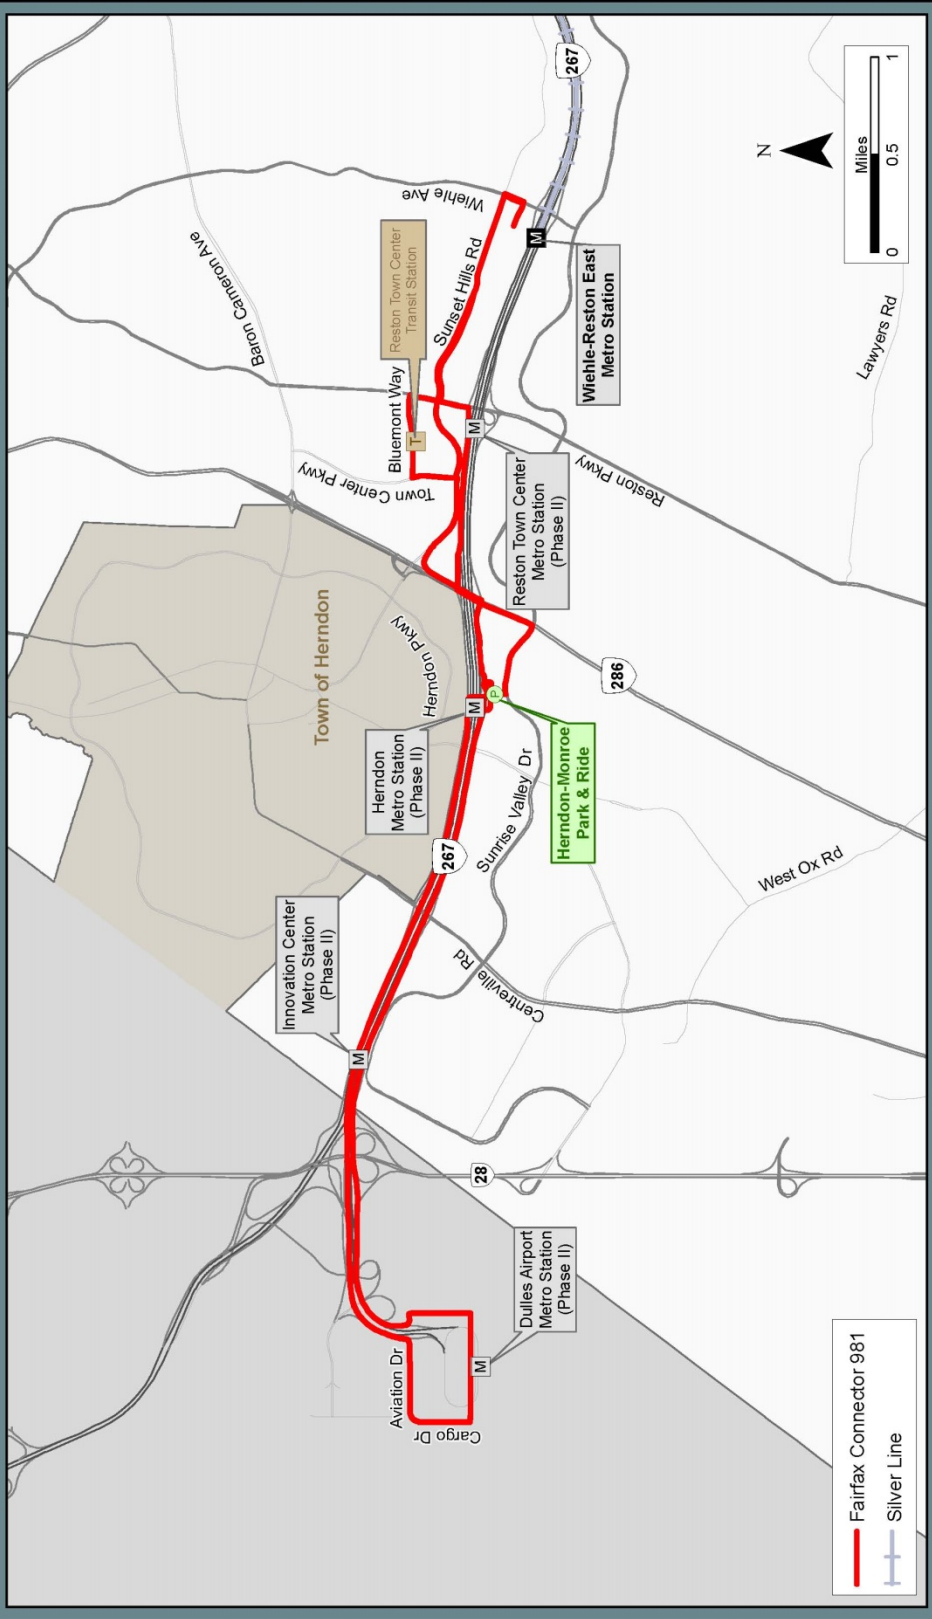 267
N
Miles
0
0.5
1
Wiehle Ave
Baron Cameron Ave
Reston Town Center
Transit Station
Sunset Hills Rd
Wiehle-Reston East
Metro Station
Lawyers Rd
Bluemont Way
T
M
M
Town Center Pkwy
Reston Town Center
Metro Station
(Phase II)
Reston Pkwy
Town of Herndon
Herndon Pkwy
286
M
P
Herndon
Metro Station
(Phase II)
Herndon-Monroe
Park & Ride
Sunrise Valley Dr
267
West Ox Rd
Innovation Center
Metro Station
(Phase II)
Centreville Rd
M
28
Dulles Airport
Metro Station
(Phase II)
M
Aviation Dr
Cargo Dr
Fairfax Connector 981
Silver Line